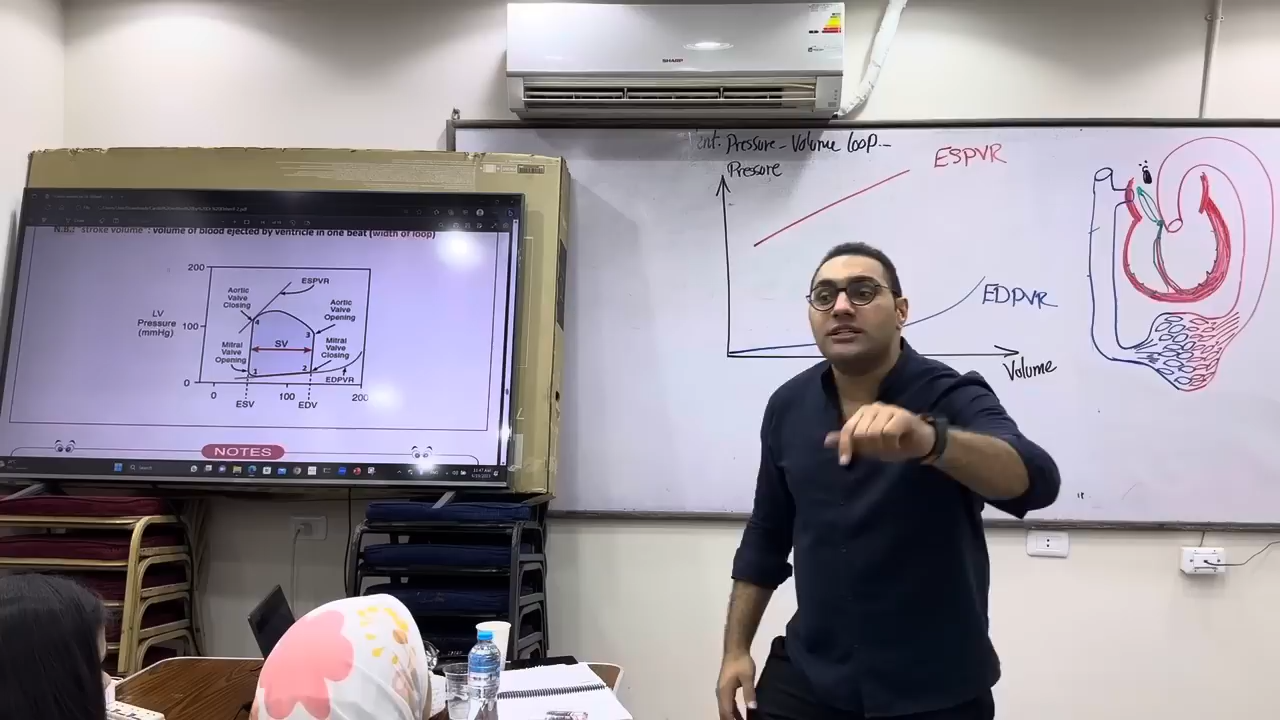 SHARP
Vent. Pressure - Volume loop..
Pressure
ESPVR
EDPVR
Volume
N.B.: "stroke volume": volume of blood ejected by ventricle in one beat (width of loop)
200
ESPVR
Aortic
Valve
Closing
Aortic
Valve
Opening
LV
Pressure
(mmHg)
100
4
3
Mitral
Valve
Opening
SV
Mitral
Valve
Closing
1
2
EDPVR
0
0
100
200
ESV
EDV
NOTES
Search